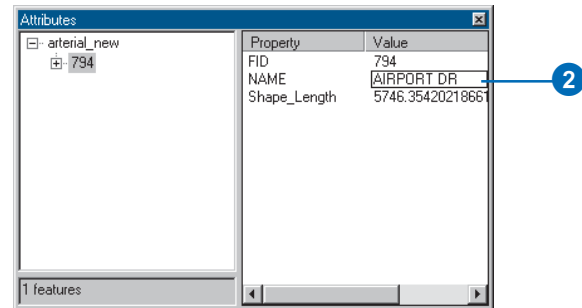 Attributes
arterial_new
794
Property Value
FID 794
NAME AIRPORT DR
Shape_Length 5746.35420218661
1 features
2